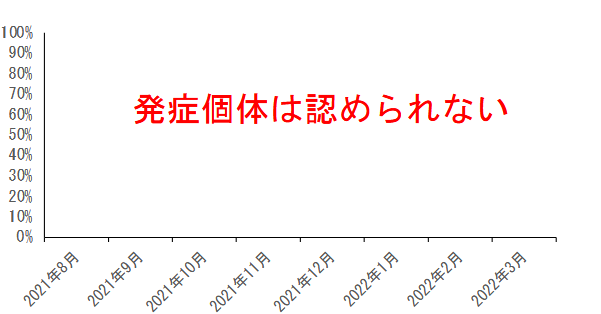 100%
90%
80%
70%
60%
50%
40%
30%
20%
10%
0%
発症個体は認められない
2021年8月
2021年9月
2021年10月
2021年11月
2021年12月
2022年1月
2022年2月
2022年3月